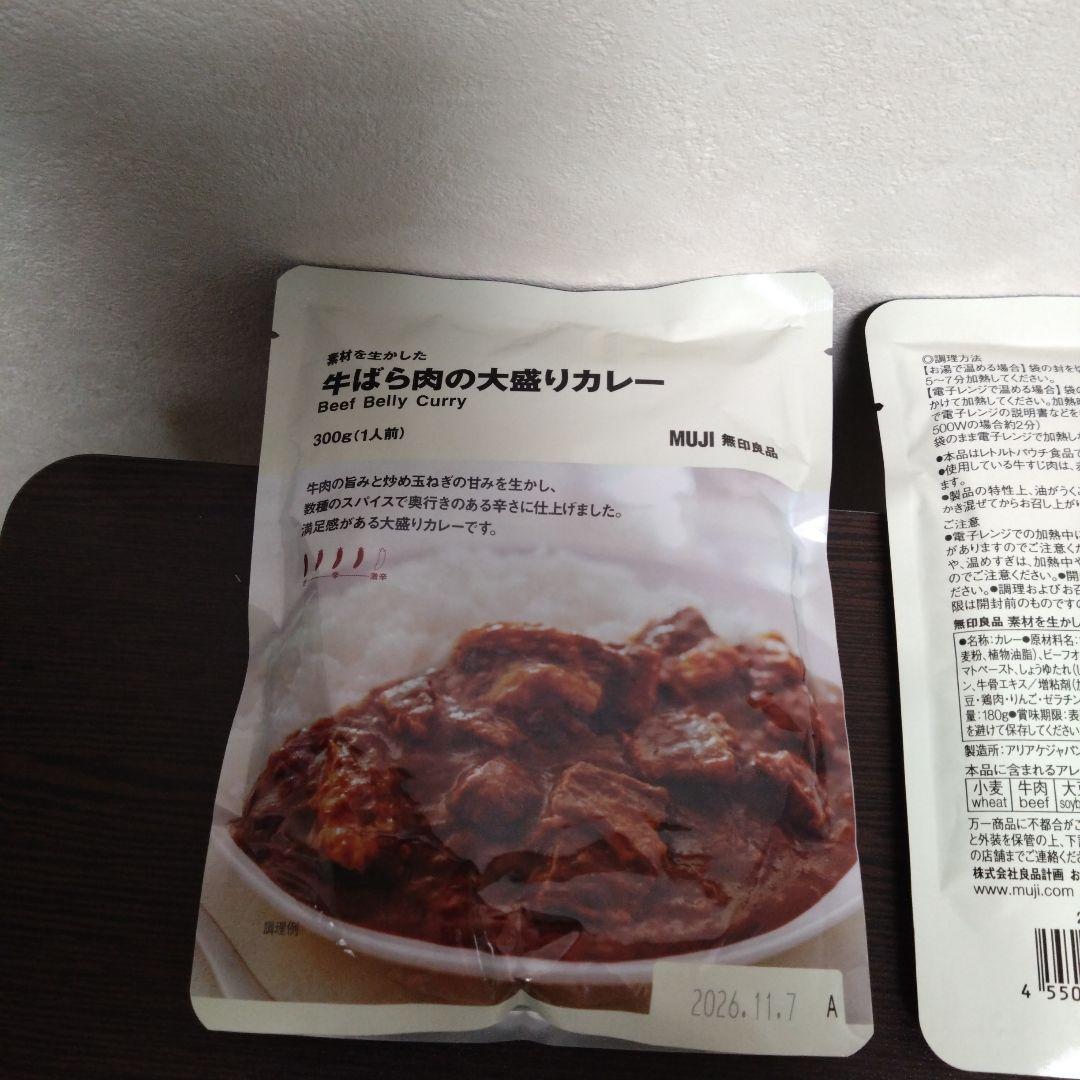 素材を生かした
牛ばら肉の大盛りカレー
Beef Belly Curry
300g(1人前)
MUJI 無印良品
牛肉の旨みと炒め玉ねぎの甘みを生かし、
数種のスパイスで奥行きのある辛さに仕上げました。
満足感がある大盛りカレーです。
辛
激辛
調理例
2026.11.7 A
◎調理方法
【お湯で温める場合】袋の封を
5〜7分加熱してください。
【電子レンジで温める場合】袋の
かけて加熱してください。加熱
で電子レンジの説明書などを
500Wの場合約2分)
袋のまま電子レンジで加熱し
●本品はレトルトパウチ食品で
●使用している牛すじ肉は、
ます。
●製品の特性上、油がうく
かき混ぜてからお召し上が
ご注意
●電子レンジでの加熱中に
がありますのでご注意くだ
や、温めすぎは、加熱中や
のでご注意ください。●開
ださい。●調理およびお召
限は開封前のものですの
無印良品 素材を生かし
●名称:カレー●原材料名:
麦粉、植物油脂)、ビーフオ
マトペースト、しょうゆたれ(
ン、牛骨エキス/増粘剤(
豆・鶏肉・りんご・ゼラチン
量:180g●賞味期限:表
を避けて保存してください
製造所:アリアケジャパン
本品に含まれるアレ
小麦 牛肉 大豆
wheat beef soyb
万一商品に不都合がご
と外装を保管の上、下
の店舗までご連絡くだ
株式会社良品計画 お
www.muji.com
4 550